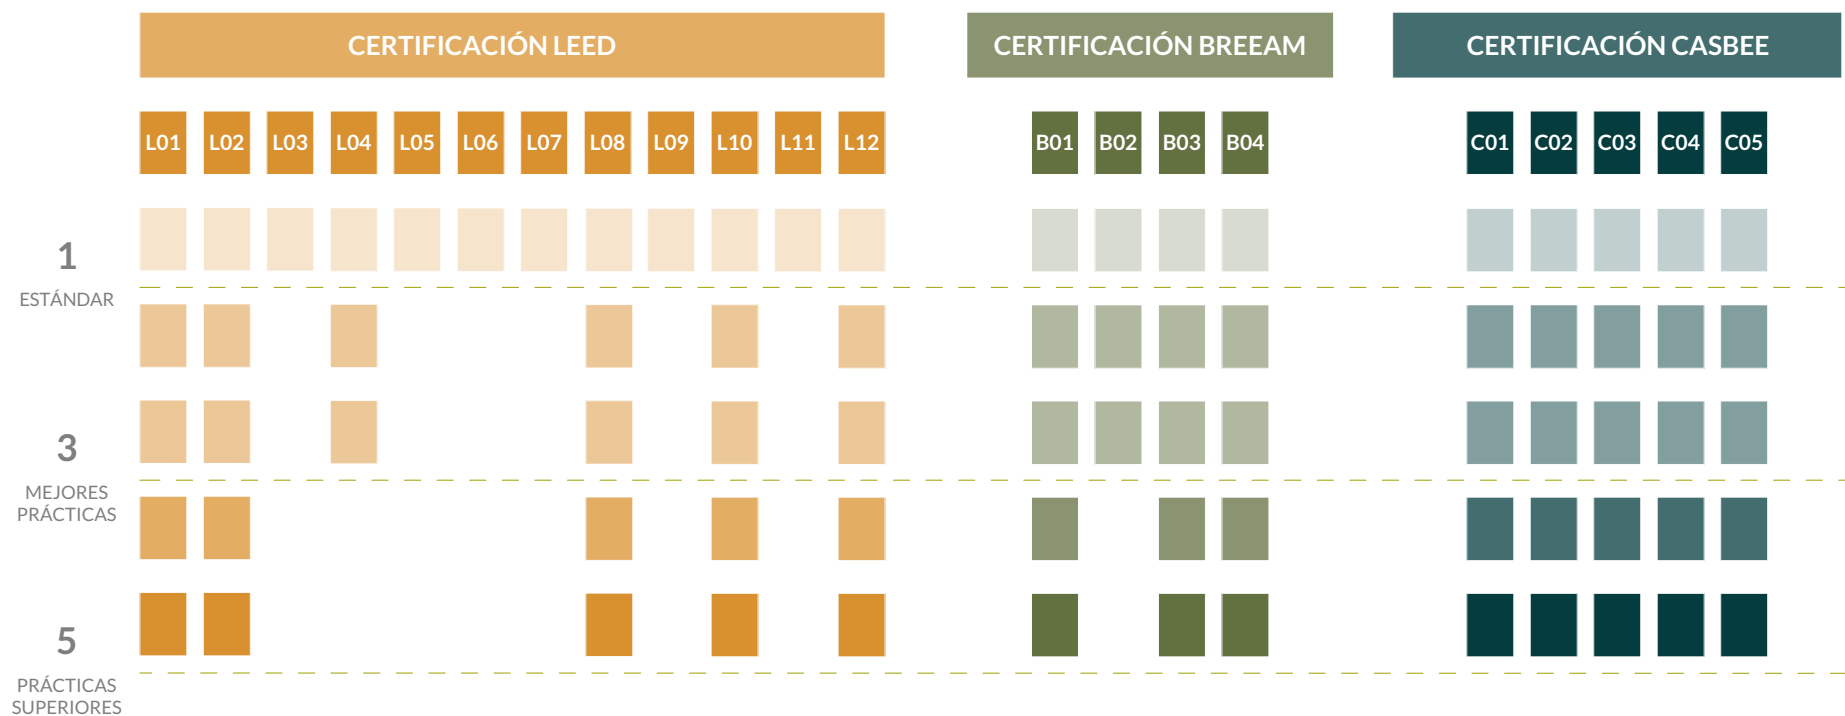 CERTIFICACIÓN LEED
CERTIFICACIÓN BREEAM
CERTIFICACIÓN CASBEE
L01 L02 L03 L04 L05 L06 L07 L08 L09 L10 L11 L12
B01 B02 B03 B04
C01 C02 C03 C04 C05
1
ESTÁNDAR
3
MEJORES
PRÁCTICAS
5
PRÁCTICAS
SUPERIORES